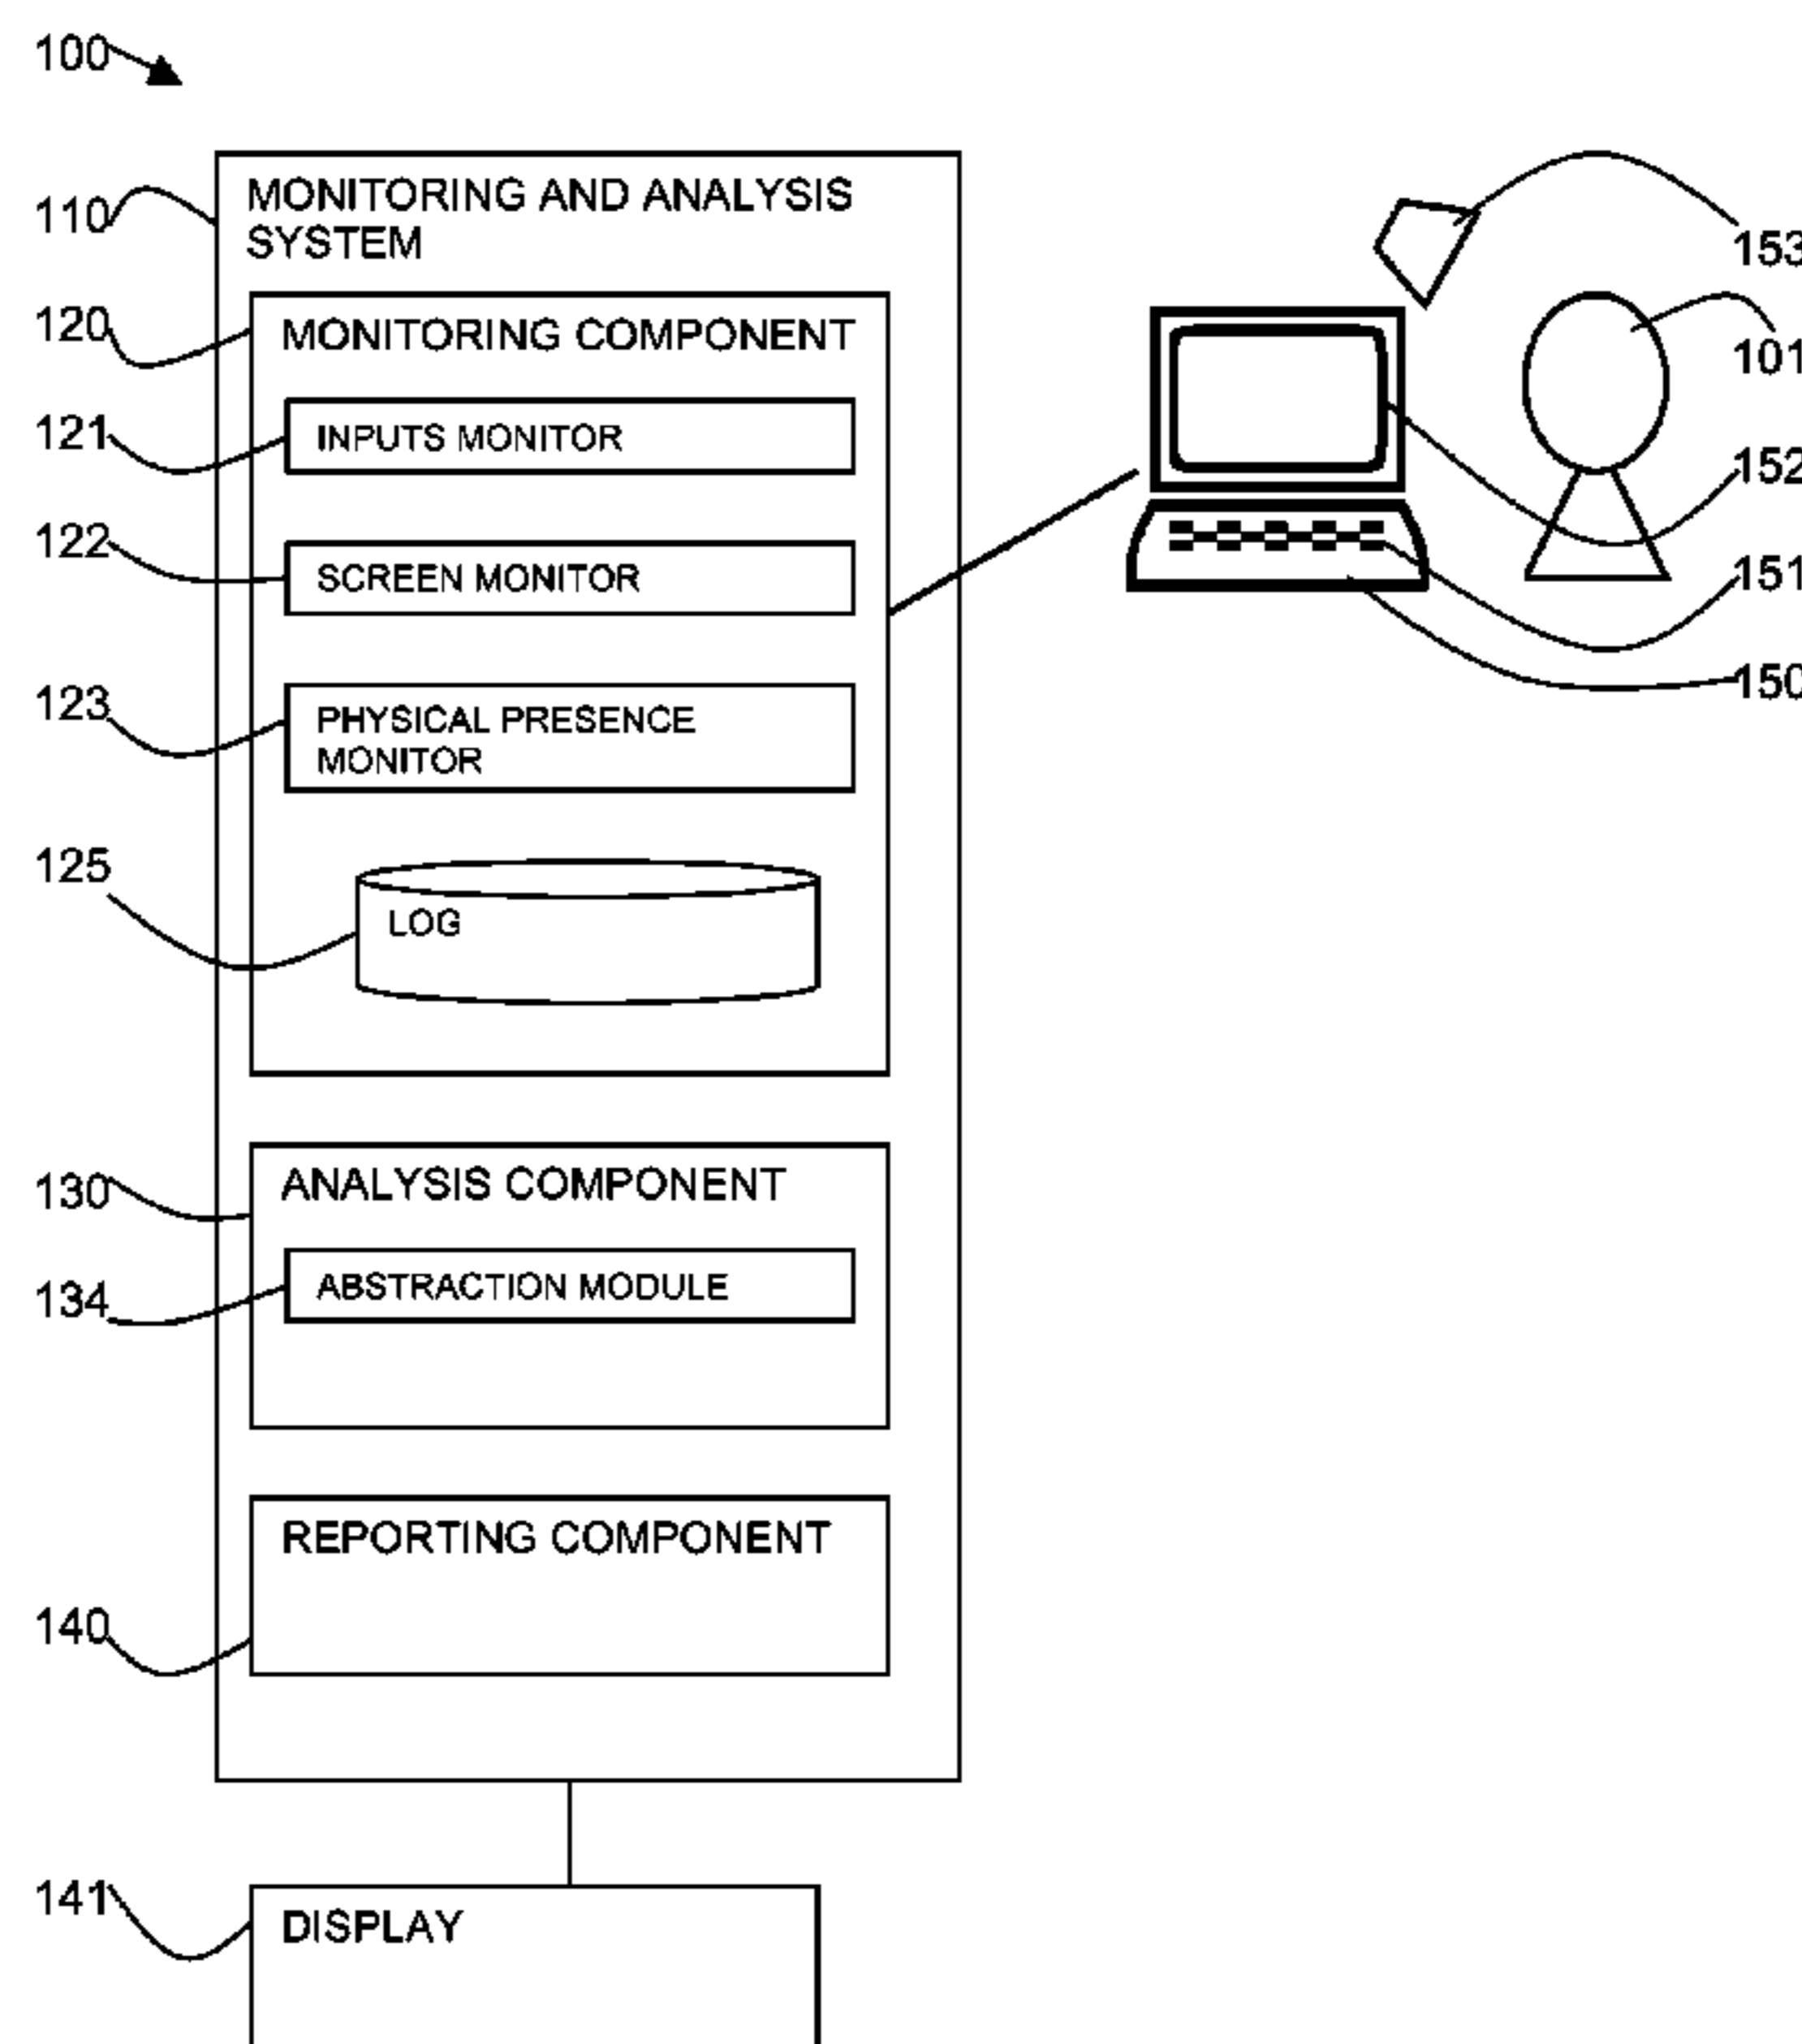 100
110
MONITORING AND ANALYSIS
SYSTEM
153
120
MONITORING COMPONENT
101
121
INPUTS MONITOR
152
122
SCREEN MONITOR
151
150
123
PHYSICAL PRESENCE
MONITOR
125
LOG
130
ANALYSIS COMPONENT
134
ABSTRACTION MODULE
REPORTING COMPONENT
140
141
DISPLAY